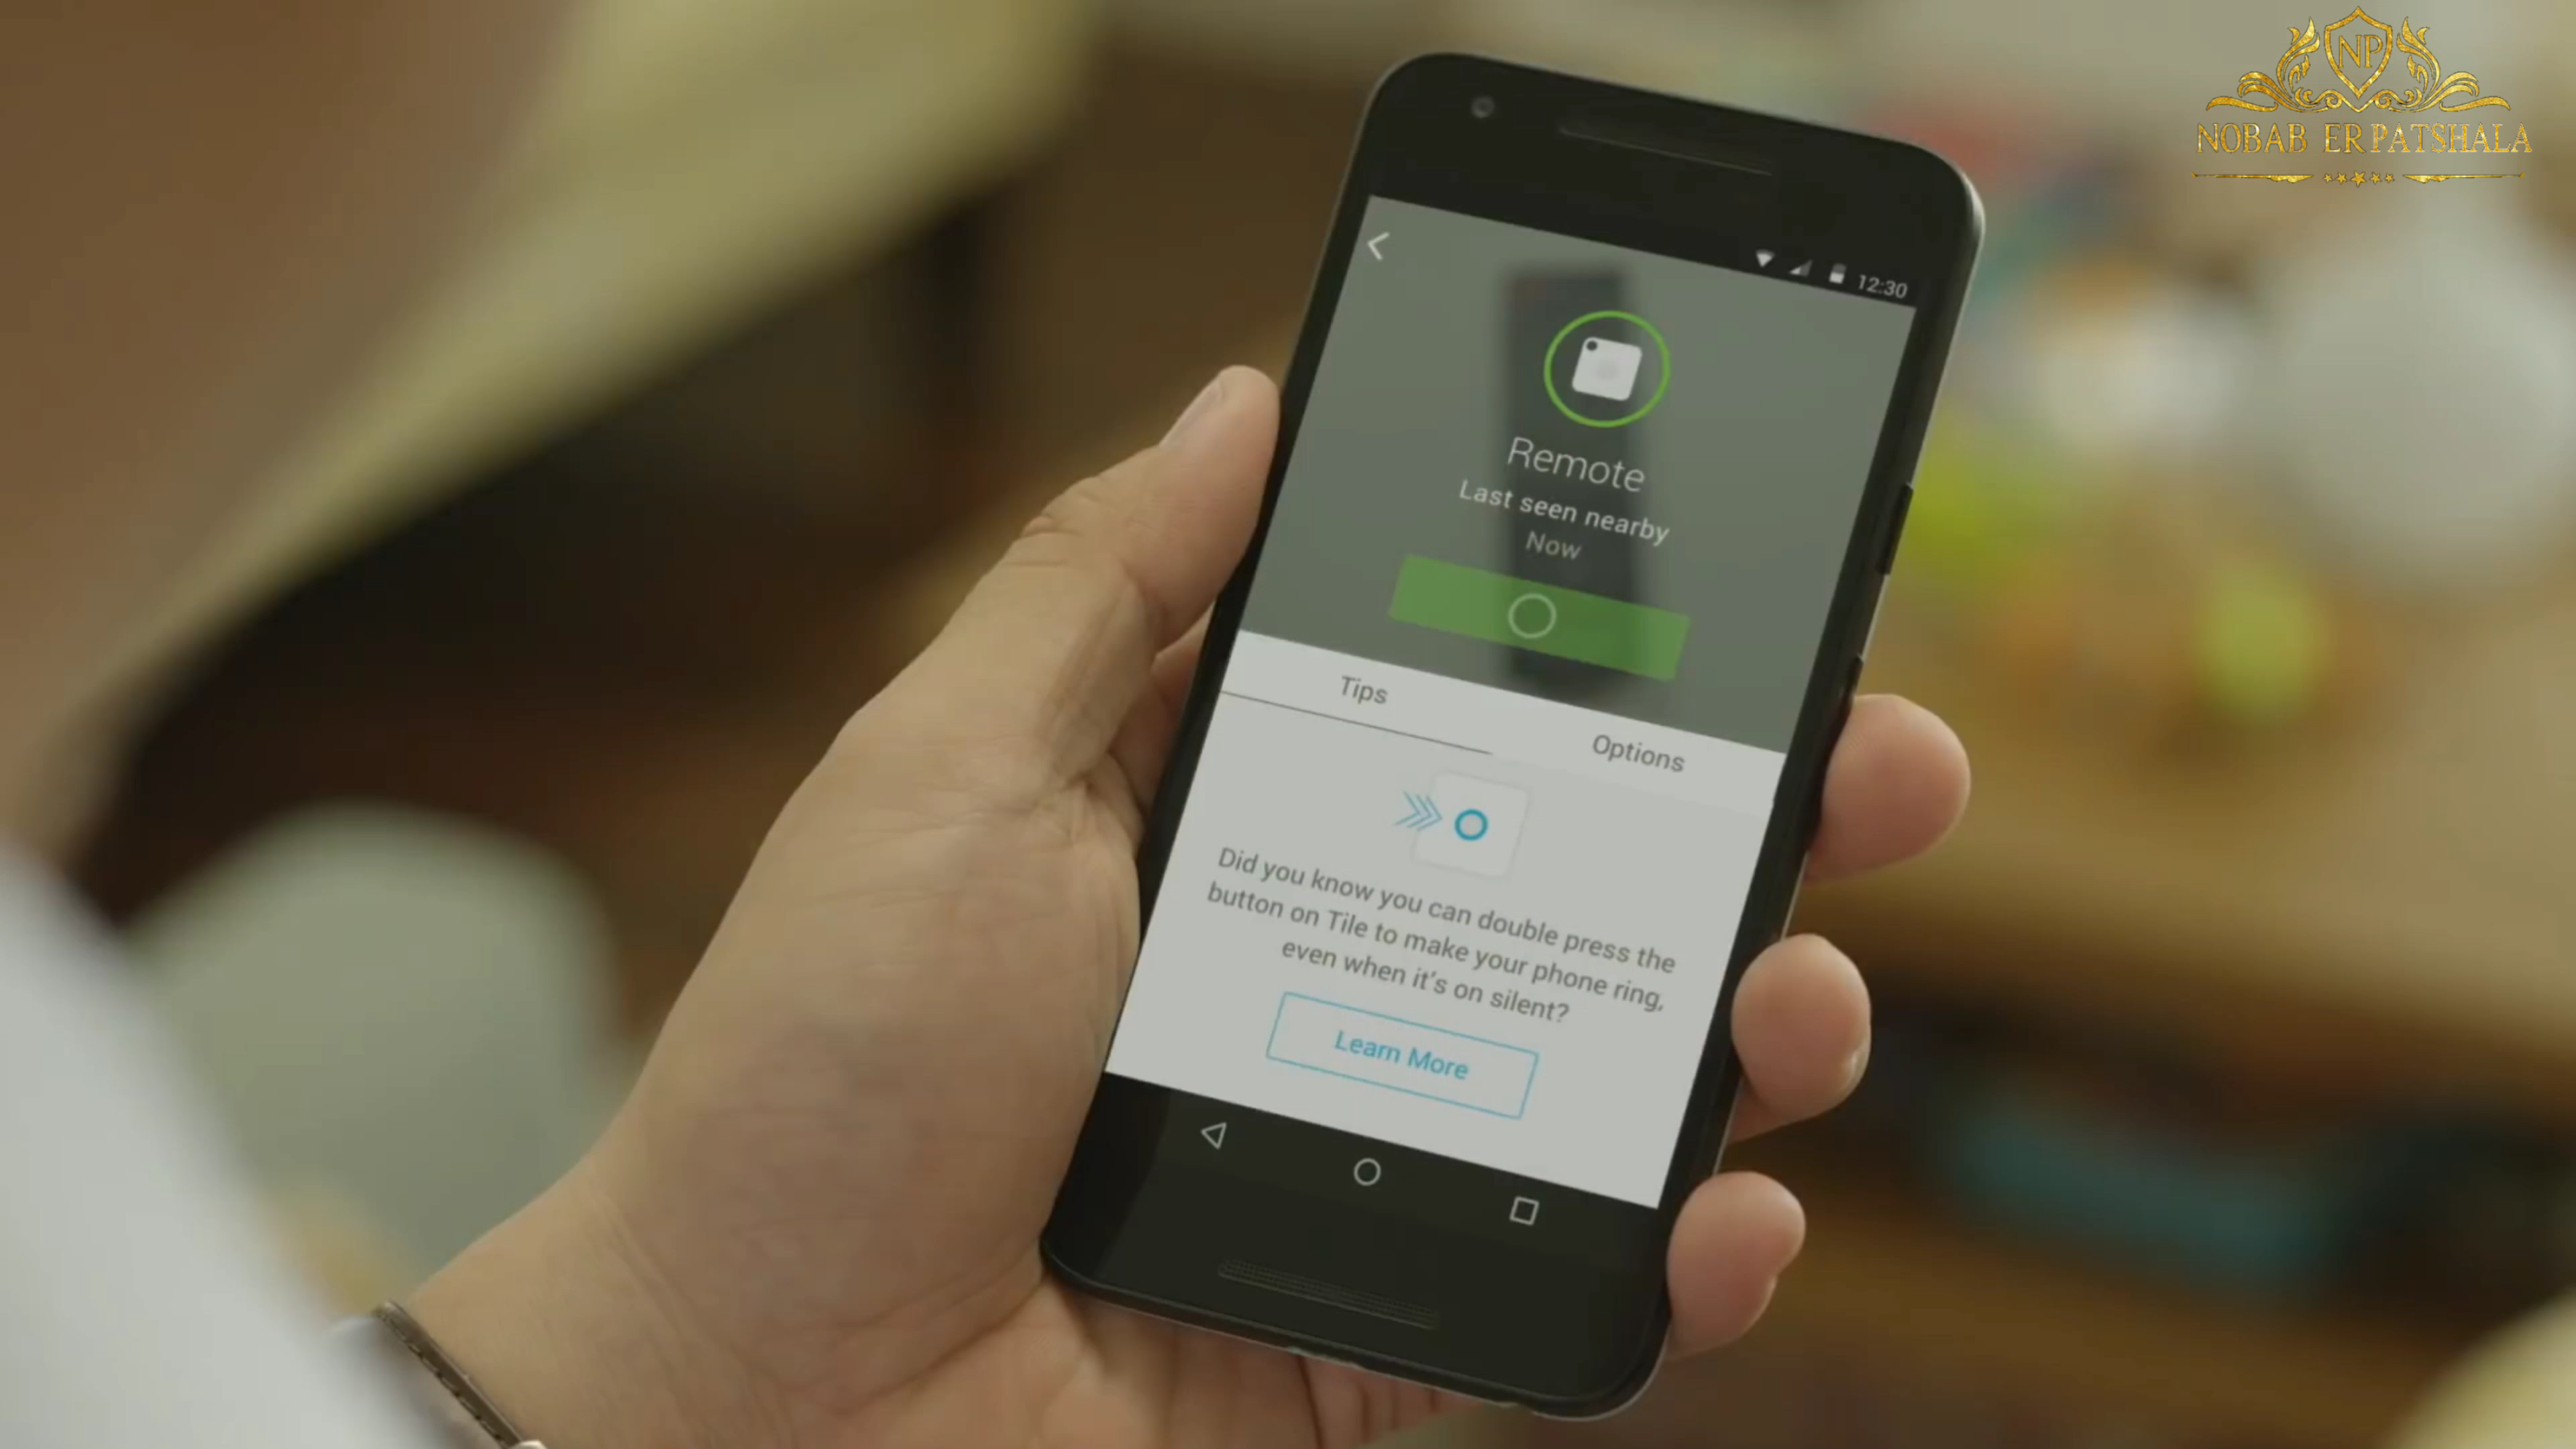 NP
NOBAB ER PATSHALA
12:30
Remote
Last seen nearby
Now
Tips
Options
Did you know you can double press the
button on Tile to make your phone ring,
even when it's on silent?
Learn More